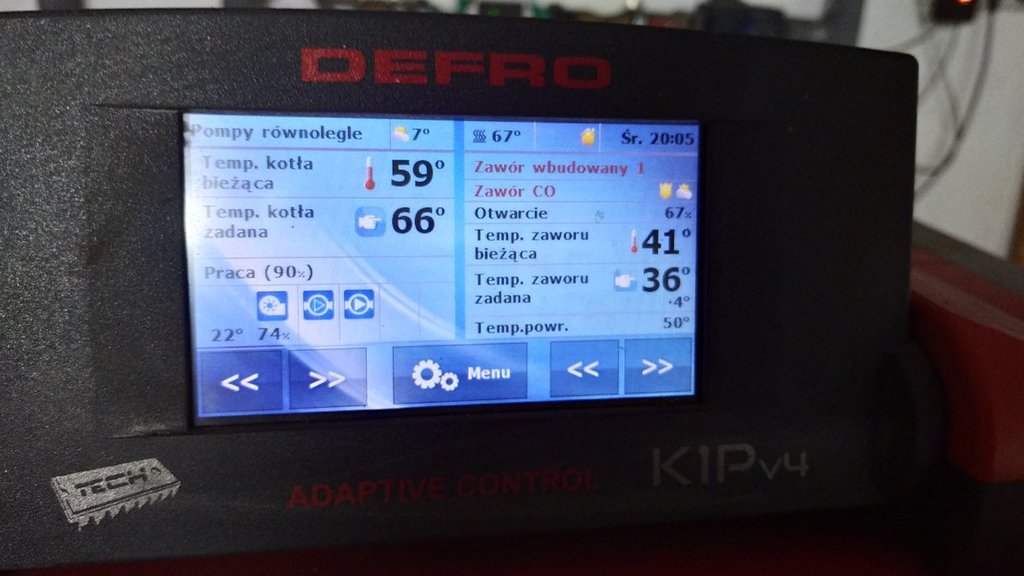 DEFRO
Pompy równolegle 7°
67° Śr. 20:05
Temp. kotła
bieżąca 59°
Temp. kotła
zadana 66°
Praca (90%)
22° 74%
Zawór wbudowany 1
Zawór CO
Otwarcie 67%
Temp. zaworu
bieżąca 41°
Temp. zaworu
zadana 36°
+4°
Temp.powr. 50°
<< >> Menu << >>
TECH
ADAPTIVE CONTROL
K1Pv4